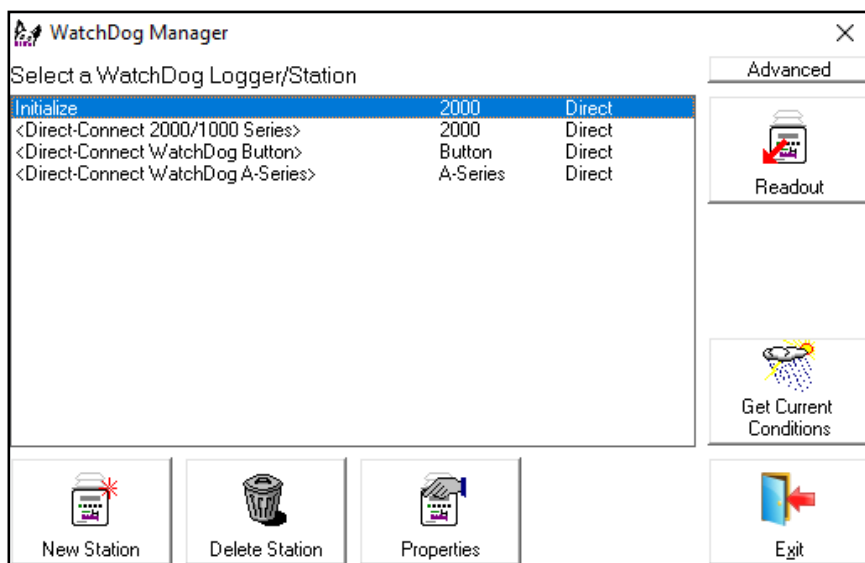 WatchDog Manager
Select a WatchDog Logger/Station
Advanced
Initialize 2000 Direct
<Direct-Connect 2000/1000 Series> 2000 Direct
<Direct-Connect WatchDog Button> Button Direct
<Direct-Connect WatchDog A-Series> A-Series Direct
Readout
Get Current
Conditions
New Station
Delete Station
Properties
Exit